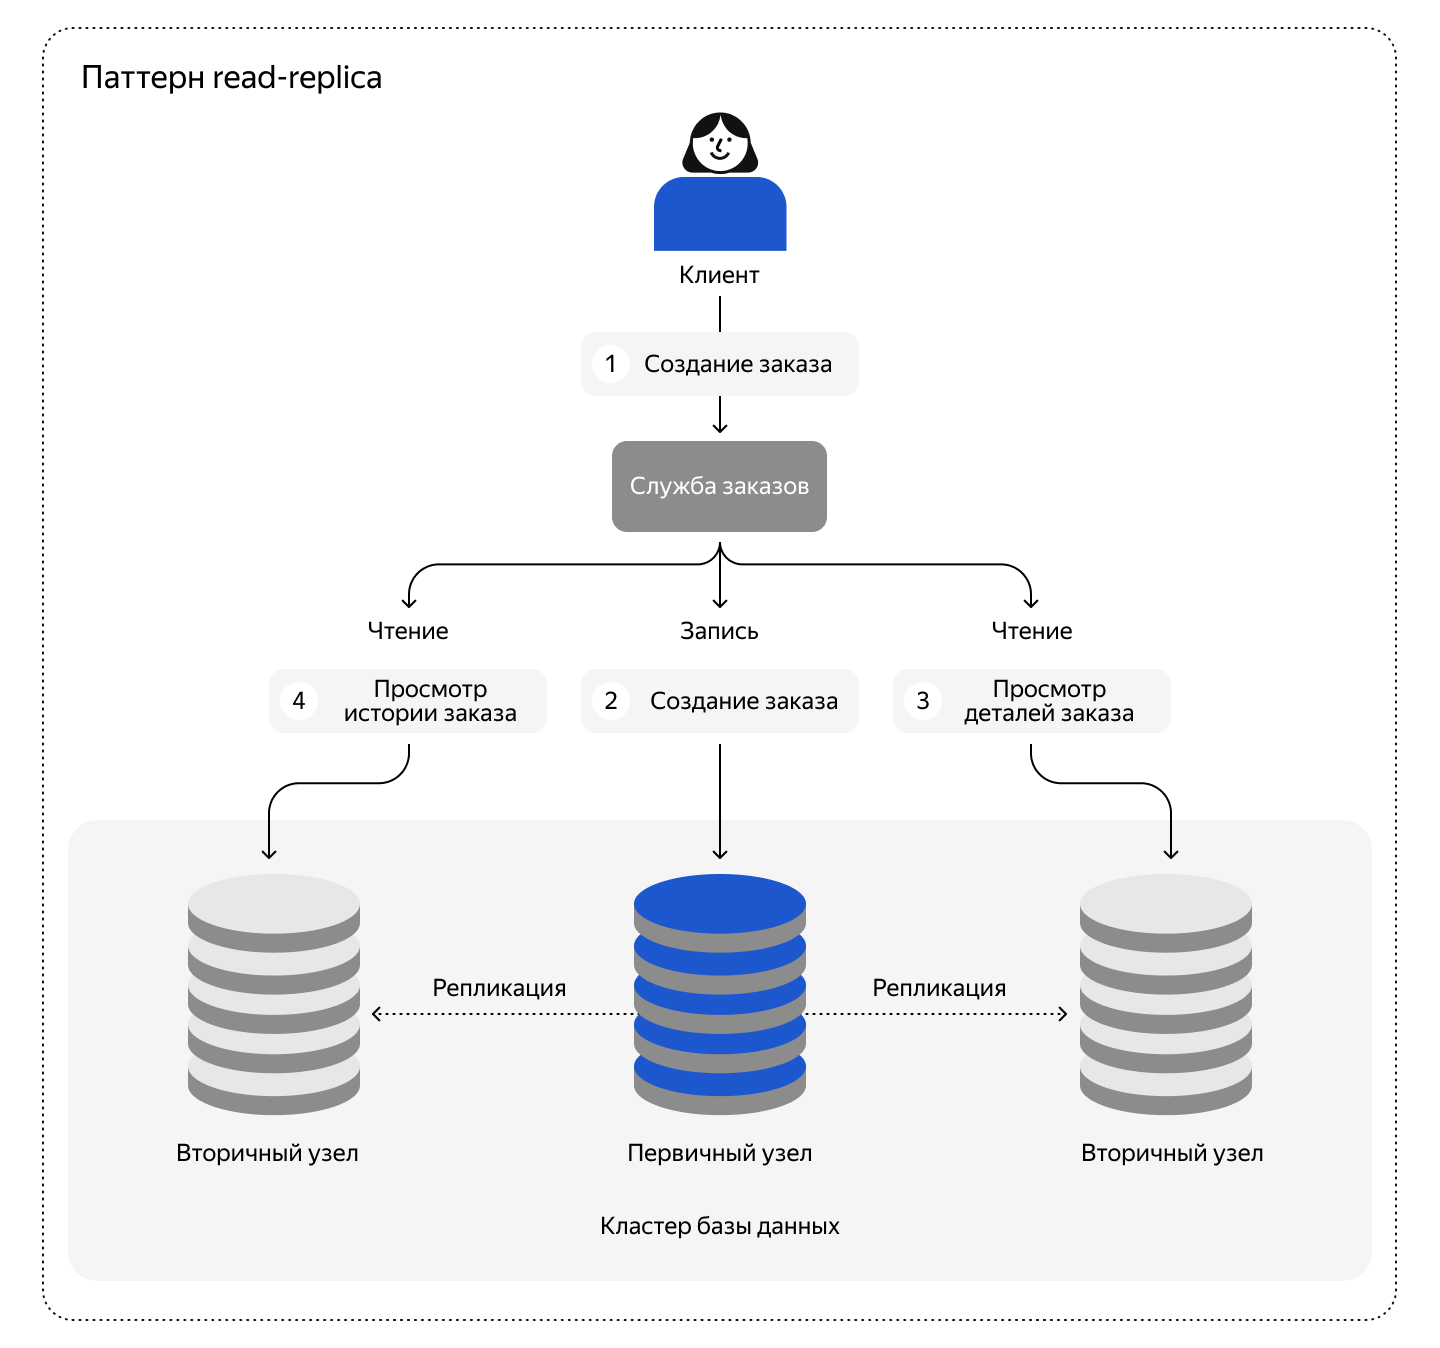 Паттерн read-replica
Клиент
1 Создание заказа
Служба заказов
Чтение
Запись
Чтение
4 Просмотр
истории заказа
2 Создание заказа
3 Просмотр
деталей заказа
Репликация
Репликация
Вторичный узел
Первичный узел
Вторичный узел
Кластер базы данных